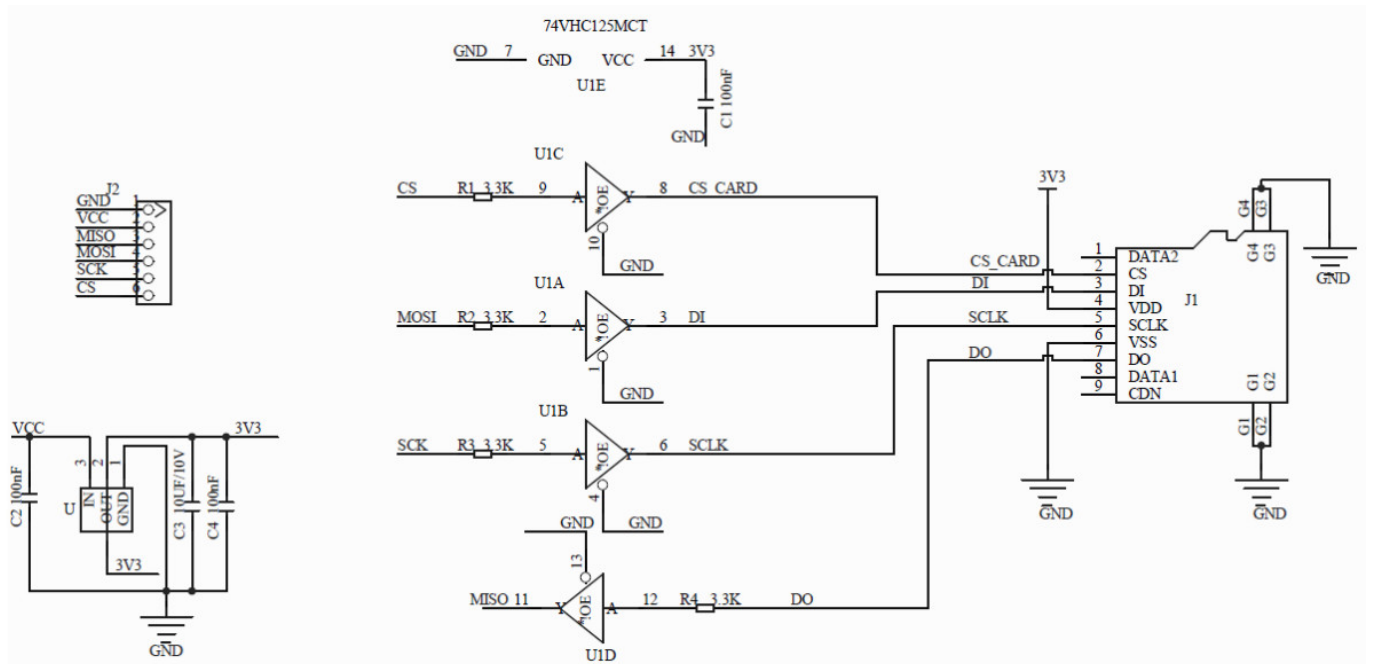 74VHC125MCT
GND 7 GND VCC 14 3V3
U1E
C1 100nF
GND
U1C
CS R1 3.3K 9 A !OE Y 8 CS_CARD
10
GND
U1A
MOSI R2 3.3K 2 A !OE Y 3 DI
1
GND
U1B
SCK R3 3.3K 5 A !OE Y 6 SCLK
4
GND GND
13
MISO 11 Y !OE A 12 R4 3.3K DO
U1D
J2
GND 1
VCC 2
MISO 3
MOSI 4
SCK 5
CS 6
VCC 3V3
3 2 1
C2 100nF
U
IN
OUT
GND
C3 10UF/10V
C4 100nF
3V3
GND
3V3
G4 G3
G4 G3
GND
1 DATA2
CS_CARD 2 CS
DI 3 DI
4 VDD
J1
SCLK 5 SCLK
6 VSS
DO 7 DO
8 DATA1
9 CDN
G1 G2
G1 G2
GND
GND